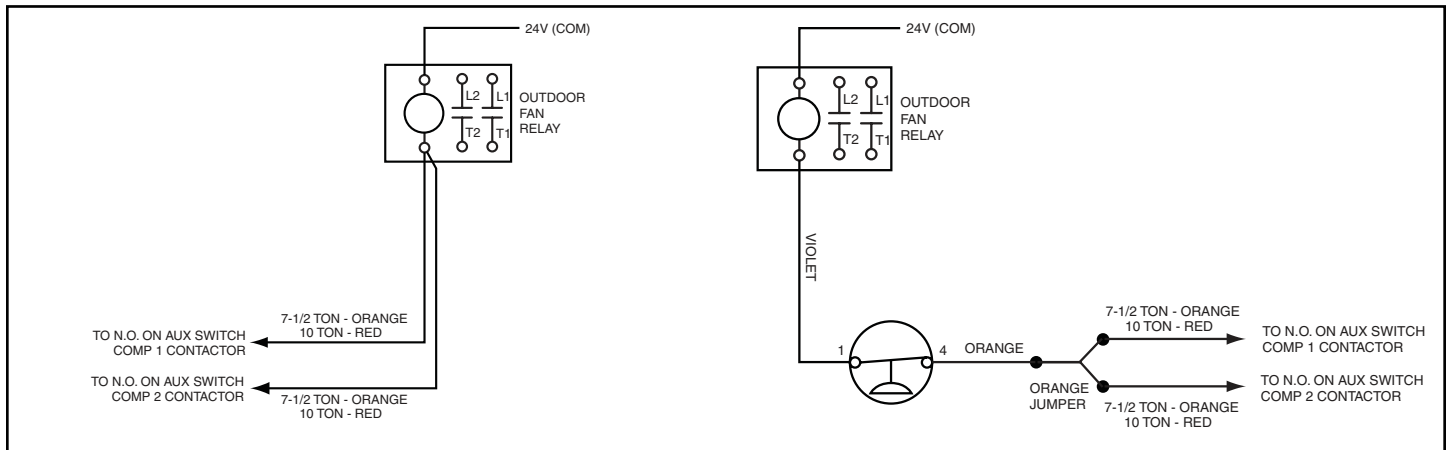 24V (COM)
L2
L1
T2
T1
OUTDOOR
FAN
RELAY
7-1/2 TON - ORANGE
10 TON - RED
TO N.O. ON AUX SWITCH
COMP 1 CONTACTOR
TO N.O. ON AUX SWITCH
COMP 2 CONTACTOR
7-1/2 TON - ORANGE
10 TON - RED
24V (COM)
L2
L1
T2
T1
OUTDOOR
FAN
RELAY
VIOLET
1
4
ORANGE
ORANGE
JUMPER
7-1/2 TON - ORANGE
10 TON - RED
TO N.O. ON AUX SWITCH
COMP 1 CONTACTOR
TO N.O. ON AUX SWITCH
COMP 2 CONTACTOR
7-1/2 TON - ORANGE
10 TON - RED